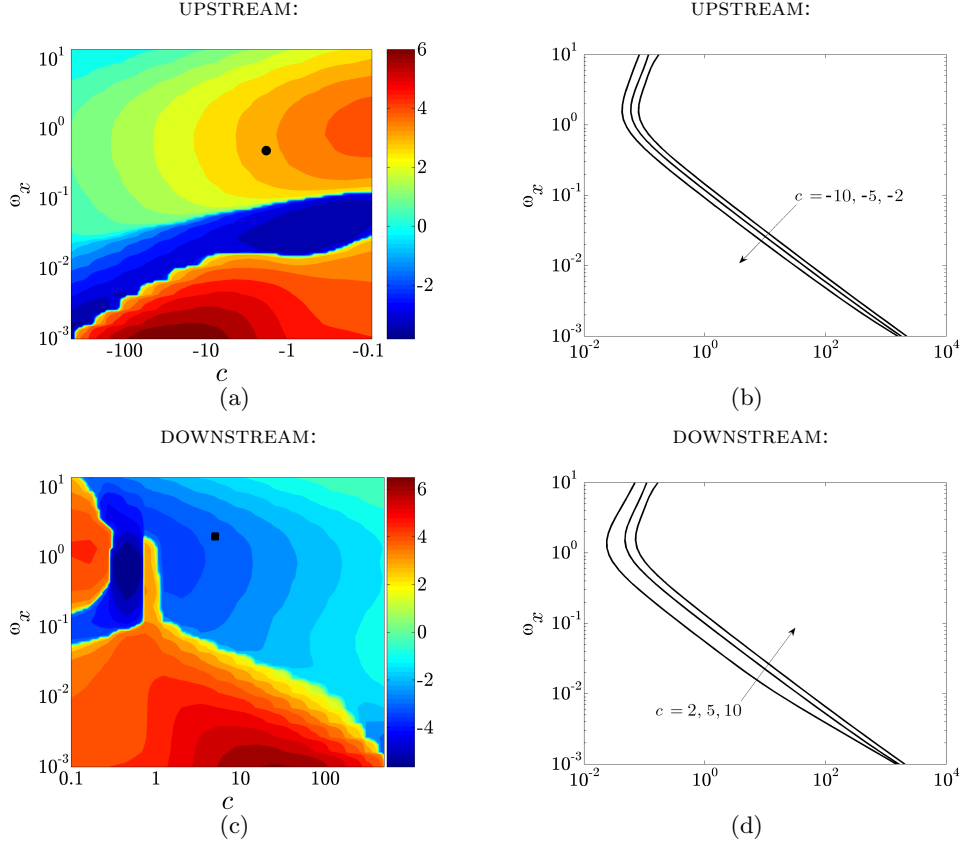 UPSTREAM:
UPSTREAM:
10^1
10^0
10^-1
10^-2
10^-3
ω_x
-100
-10
-1
-0.1
c
6
4
2
0
-2
(a)
10^1
10^0
10^-1
10^-2
10^-3
ω_x
c = -10, -5, -2
10^-2
10^0
10^2
10^4
(b)
DOWNSTREAM:
DOWNSTREAM:
10^1
10^0
10^-1
10^-2
10^-3
ω_x
0.1
1
10
100
c
6
4
2
0
-2
-4
(c)
10^1
10^0
10^-1
10^-2
10^-3
ω_x
c = 2, 5, 10
10^-2
10^0
10^2
10^4
(d)